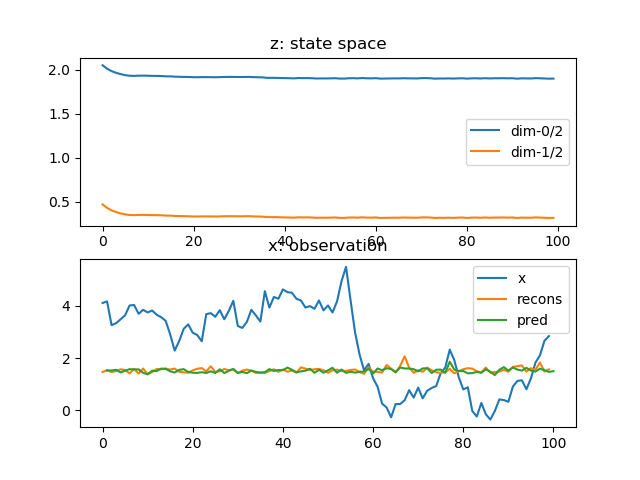 z: state space
2.0
1.5
1.0
0.5
dim-0/2
dim-1/2
0 20 40 60 80 100
x: observation
4
2
0
x
recons
pred
0 20 40 60 80 100